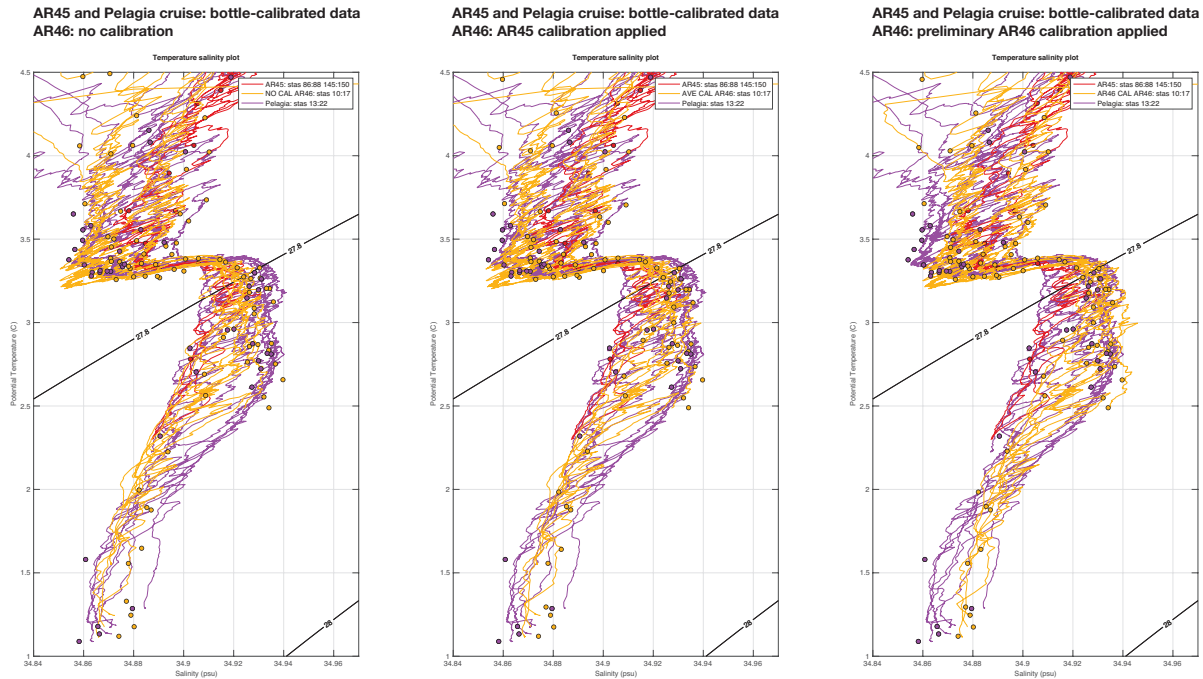 AR45 and Pelagia cruise: bottle-calibrated data
AR46: no calibration
Temperature salinity plot
AR45: stas 86:88 145:150
NO CAL AR46: stas 10:17
Pelagia: stas 13:22
4.5
4
3.5
3
2.5
2
1.5
1
Potential Temperature (C)
27.8
27.8
28
34.84
34.86
34.88
34.9
34.92
34.94
34.96
Salinity (psu)
AR45 and Pelagia cruise: bottle-calibrated data
AR46: AR45 calibration applied
Temperature salinity plot
AR45: stas 86:88 145:150
AVE CAL AR46: stas 10:17
Pelagia: stas 13:22
4.5
4
3.5
3
2.5
2
1.5
1
Potential Temperature (C)
27.8
27.8
28
34.84
34.86
34.88
34.9
34.92
34.94
34.96
Salinity (psu)
AR45 and Pelagia cruise: bottle-calibrated data
AR46: preliminary AR46 calibration applied
Temperature salinity plot
AR45: stas 86:88 145:150
AR46 CAL AR46: stas 10:17
Pelagia: stas 13:22
4.5
4
3.5
3
2.5
2
1.5
1
Potential Temperature (C)
27.8
27.8
28
34.84
34.86
34.88
34.9
34.92
34.94
34.96
Salinity (psu)